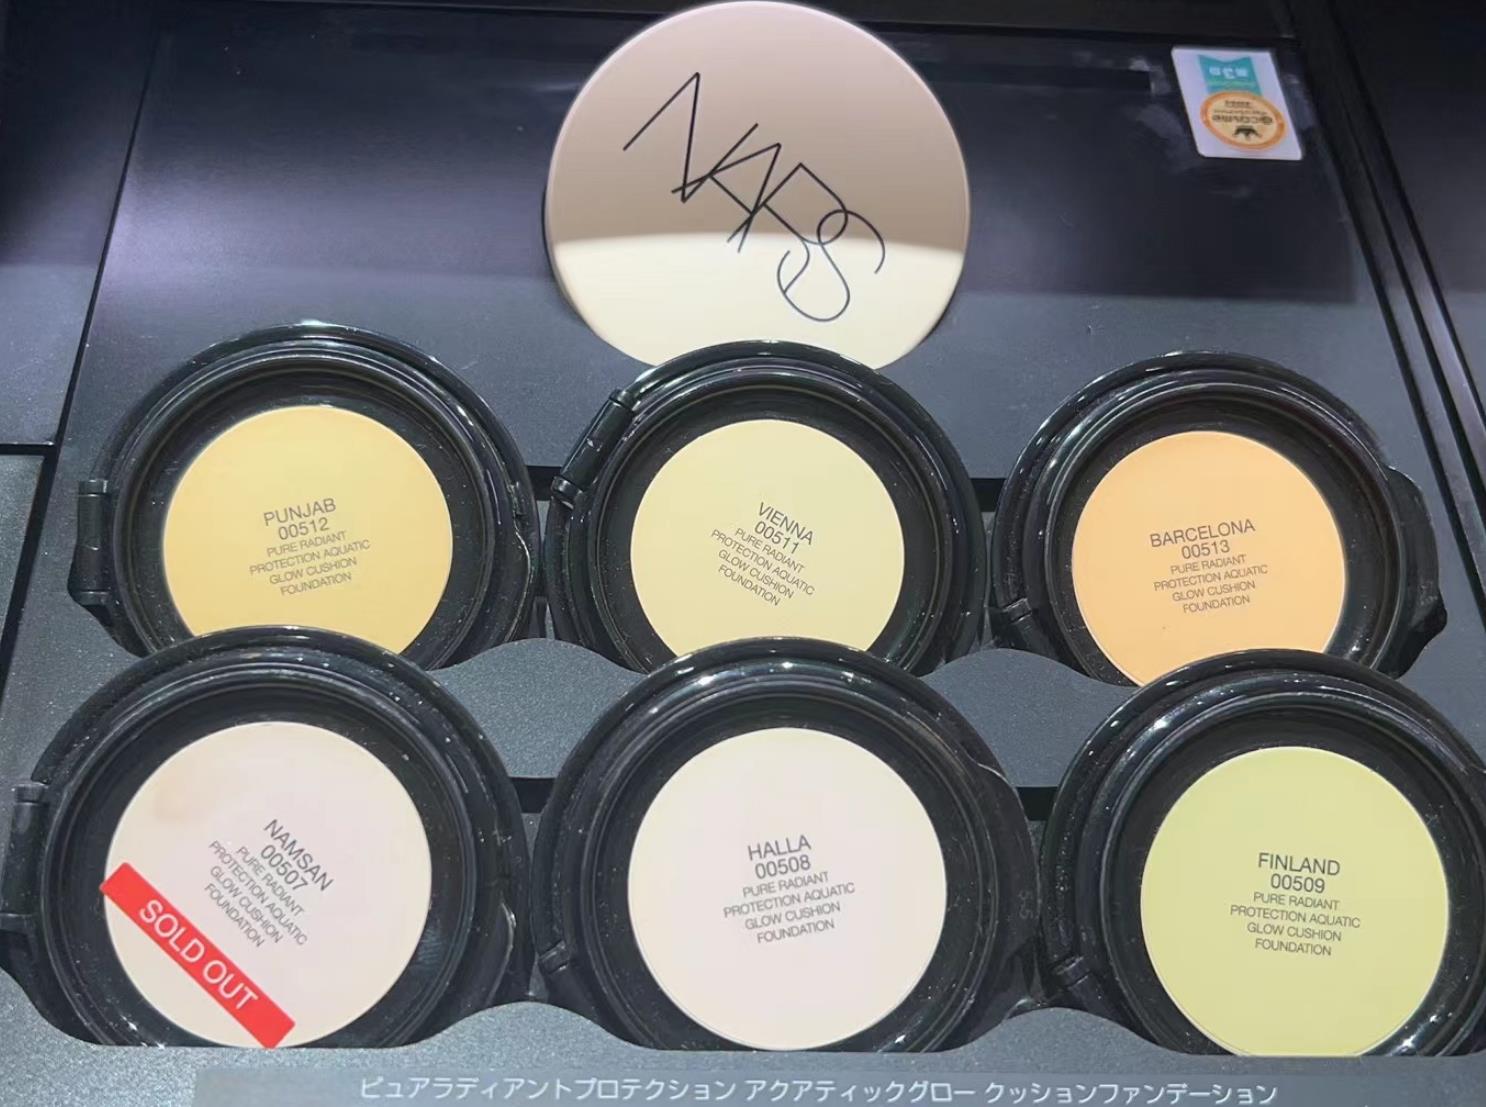 NARS
@cosme
PUNJAB
00512
PURE RADIANT
PROTECTION AQUATIC
GLOW CUSHION
FOUNDATION
VIENNA
00511
PURE RADIANT
PROTECTION AQUATIC
GLOW CUSHION
FOUNDATION
BARCELONA
00513
PURE RADIANT
PROTECTION AQUATIC
GLOW CUSHION
FOUNDATION
NAMSAN
00507
PURE RADIANT
PROTECTION AQUATIC
GLOW CUSHION
FOUNDATION
SOLD OUT
HALLA
00508
PURE RADIANT
PROTECTION AQUATIC
GLOW CUSHION
FOUNDATION
FINLAND
00509
PURE RADIANT
PROTECTION AQUATIC
GLOW CUSHION
FOUNDATION
ピュアラディアントプロテクション アクアティックグロー クッションファンデーション